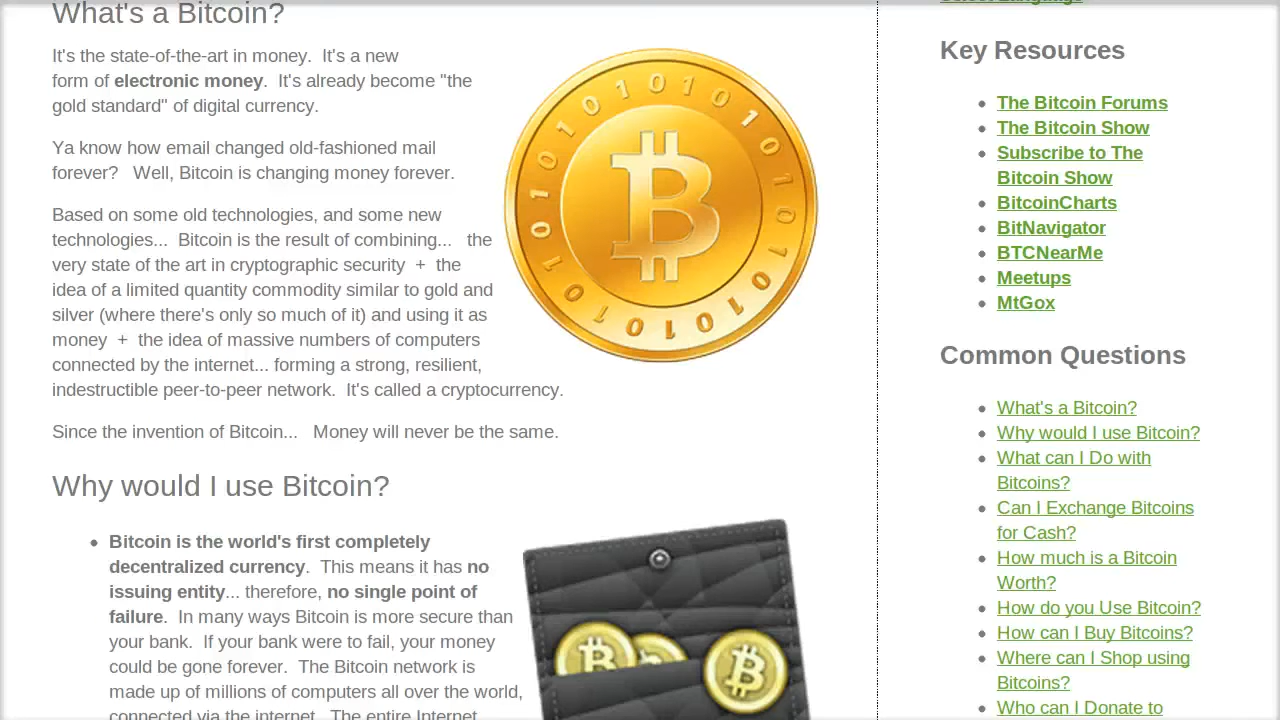 What's a Bitcoin?
It's the state-of-the-art in money.  It's a new
form of electronic money.  It's already become "the
gold standard" of digital currency.
Ya know how email changed old-fashioned mail
forever?   Well, Bitcoin is changing money forever.
Based on some old technologies, and some new
technologies...  Bitcoin is the result of combining...   the
very state of the art in cryptographic security  +  the
idea of a limited quantity commodity similar to gold and
silver (where there's only so much of it) and using it as
money  +  the idea of massive numbers of computers
connected by the internet... forming a strong, resilient,
indestructible peer-to-peer network.  It's called a cryptocurrency.
Since the invention of Bitcoin...   Money will never be the same.
Why would I use Bitcoin?
Bitcoin is the world's first completely
decentralized currency.  This means it has no
issuing entity... therefore, no single point of
failure.  In many ways Bitcoin is more secure than
your bank.  If your bank were to fail, your money
could be gone forever.  The Bitcoin network is
made up of millions of computers all over the world,
connected via the internet.  The entire Internet
Select Language
Key Resources
The Bitcoin Forums
The Bitcoin Show
Subscribe to The
Bitcoin Show
BitcoinCharts
BitNavigator
BTCNearMe
Meetups
MtGox
Common Questions
What's a Bitcoin?
Why would I use Bitcoin?
What can I Do with
Bitcoins?
Can I Exchange Bitcoins
for Cash?
How much is a Bitcoin
Worth?
How do you Use Bitcoin?
How can I Buy Bitcoins?
Where can I Shop using
Bitcoins?
Who can I Donate to